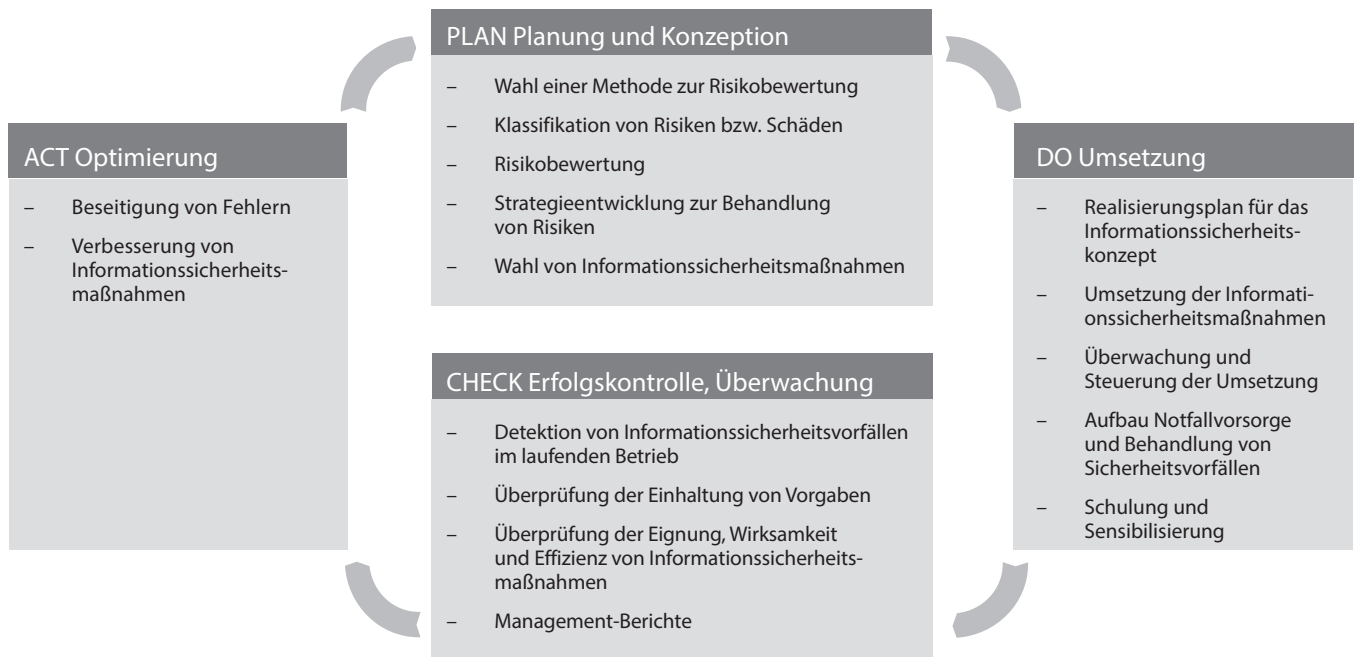 PLAN Planung und Konzeption
– Wahl einer Methode zur Risikobewertung
– Klassifikation von Risiken bzw. Schäden
– Risikobewertung
– Strategieentwicklung zur Behandlung
von Risiken
– Wahl von Informationssicherheitsmaßnahmen
DO Umsetzung
– Realisierungsplan für das
Informationssicherheits-
konzept
– Umsetzung der Informati-
onssicherheitsmaßnahmen
– Überwachung und
Steuerung der Umsetzung
– Aufbau Notfallvorsorge
und Behandlung von
Sicherheitsvorfällen
– Schulung und
Sensibilisierung
CHECK Erfolgskontrolle, Überwachung
– Detektion von Informationssicherheitsvorfällen
im laufenden Betrieb
– Überprüfung der Einhaltung von Vorgaben
– Überprüfung der Eignung, Wirksamkeit
und Effizienz von Informationssicherheits-
maßnahmen
– Management-Berichte
ACT Optimierung
– Beseitigung von Fehlern
– Verbesserung von
Informationssicherheits-
maßnahmen